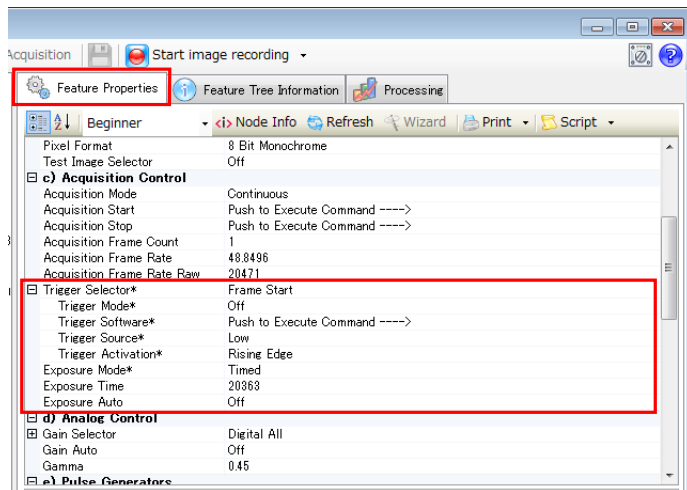 Acquisition Start image recording
Feature Properties Feature Tree Information Processing
Beginner <i> Node Info Refresh Wizard Print Script
Pixel Format 8 Bit Monochrome
Test Image Selector Off
c) Acquisition Control
Acquisition Mode Continuous
Acquisition Start Push to Execute Command ---->
Acquisition Stop Push to Execute Command ---->
Acquisition Frame Count 1
Acquisition Frame Rate 48.8496
Acquisition Frame Rate Raw 20471
Trigger Selector* Frame Start
Trigger Mode* Off
Trigger Software* Push to Execute Command ---->
Trigger Source* Low
Trigger Activation* Rising Edge
Exposure Mode* Timed
Exposure Time 20363
Exposure Auto Off
d) Analog Control
Gain Selector Digital All
Gain Auto Off
Gamma 0.45
e) Pulse Generators